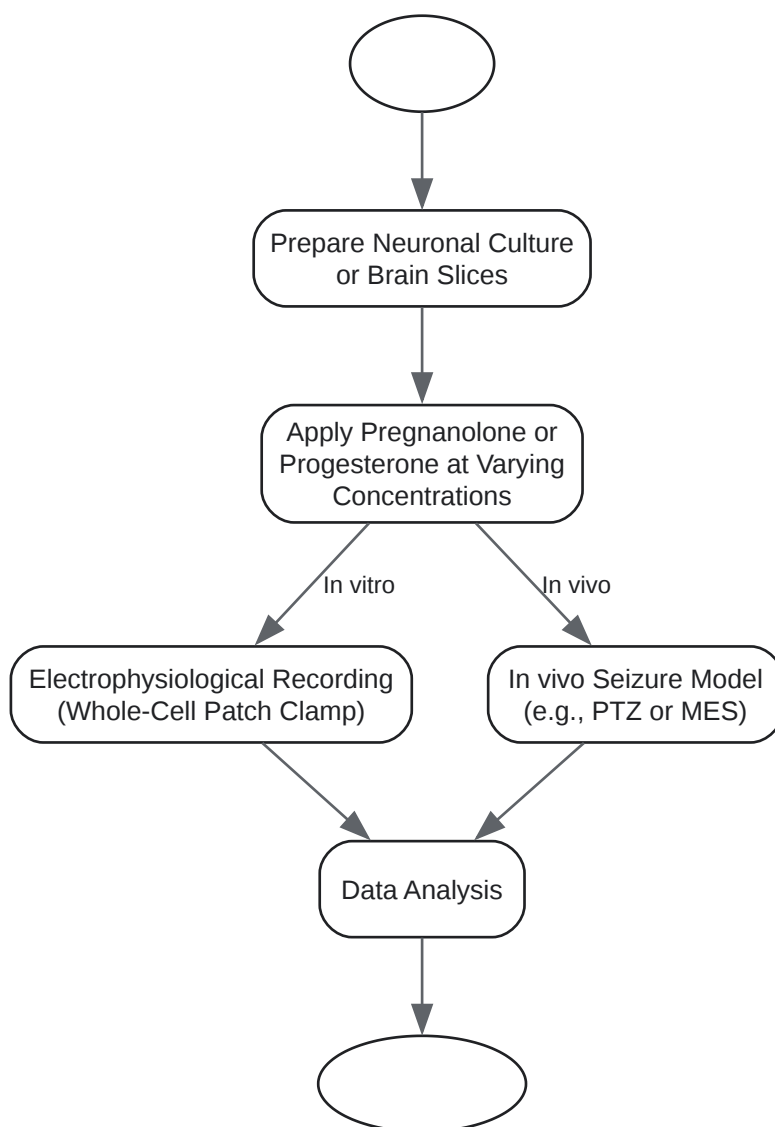 Prepare Neuronal Culture
or Brain Slices
Apply Pregnanolone or
Progesterone at Varying
Concentrations
In vitro
In vivo
Electrophysiological Recording
(Whole-Cell Patch Clamp)
In vivo Seizure Model
(e.g., PTZ or MES)
Data Analysis